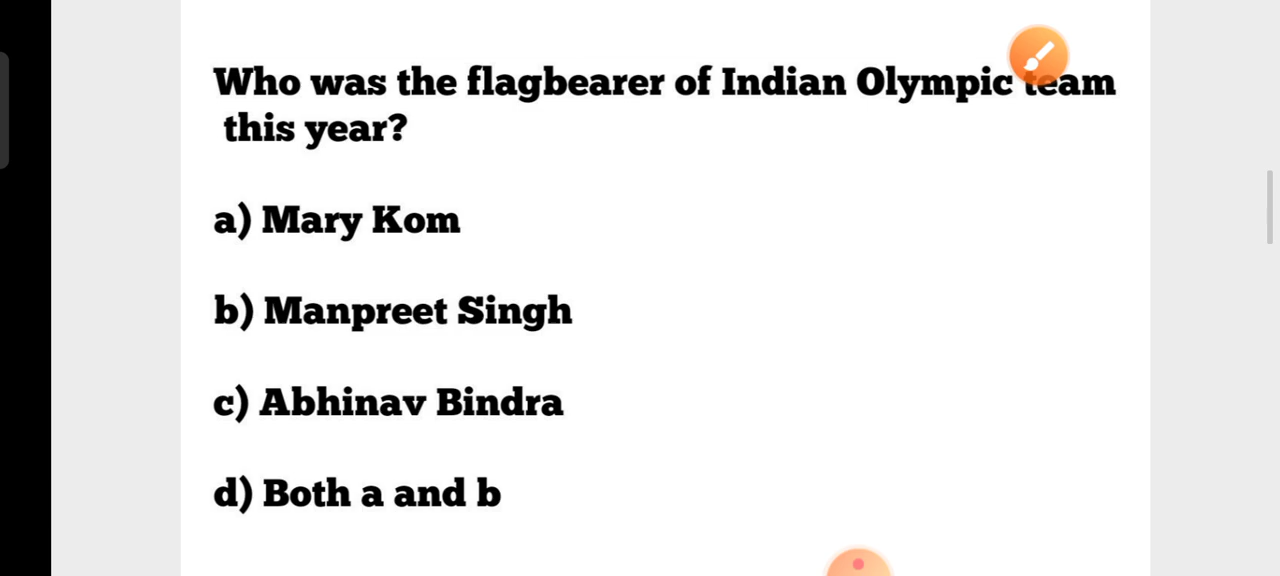 Who was the flagbearer of Indian Olympic team
this year?
a) Mary Kom
b) Manpreet Singh
c) Abhinav Bindra
d) Both a and b